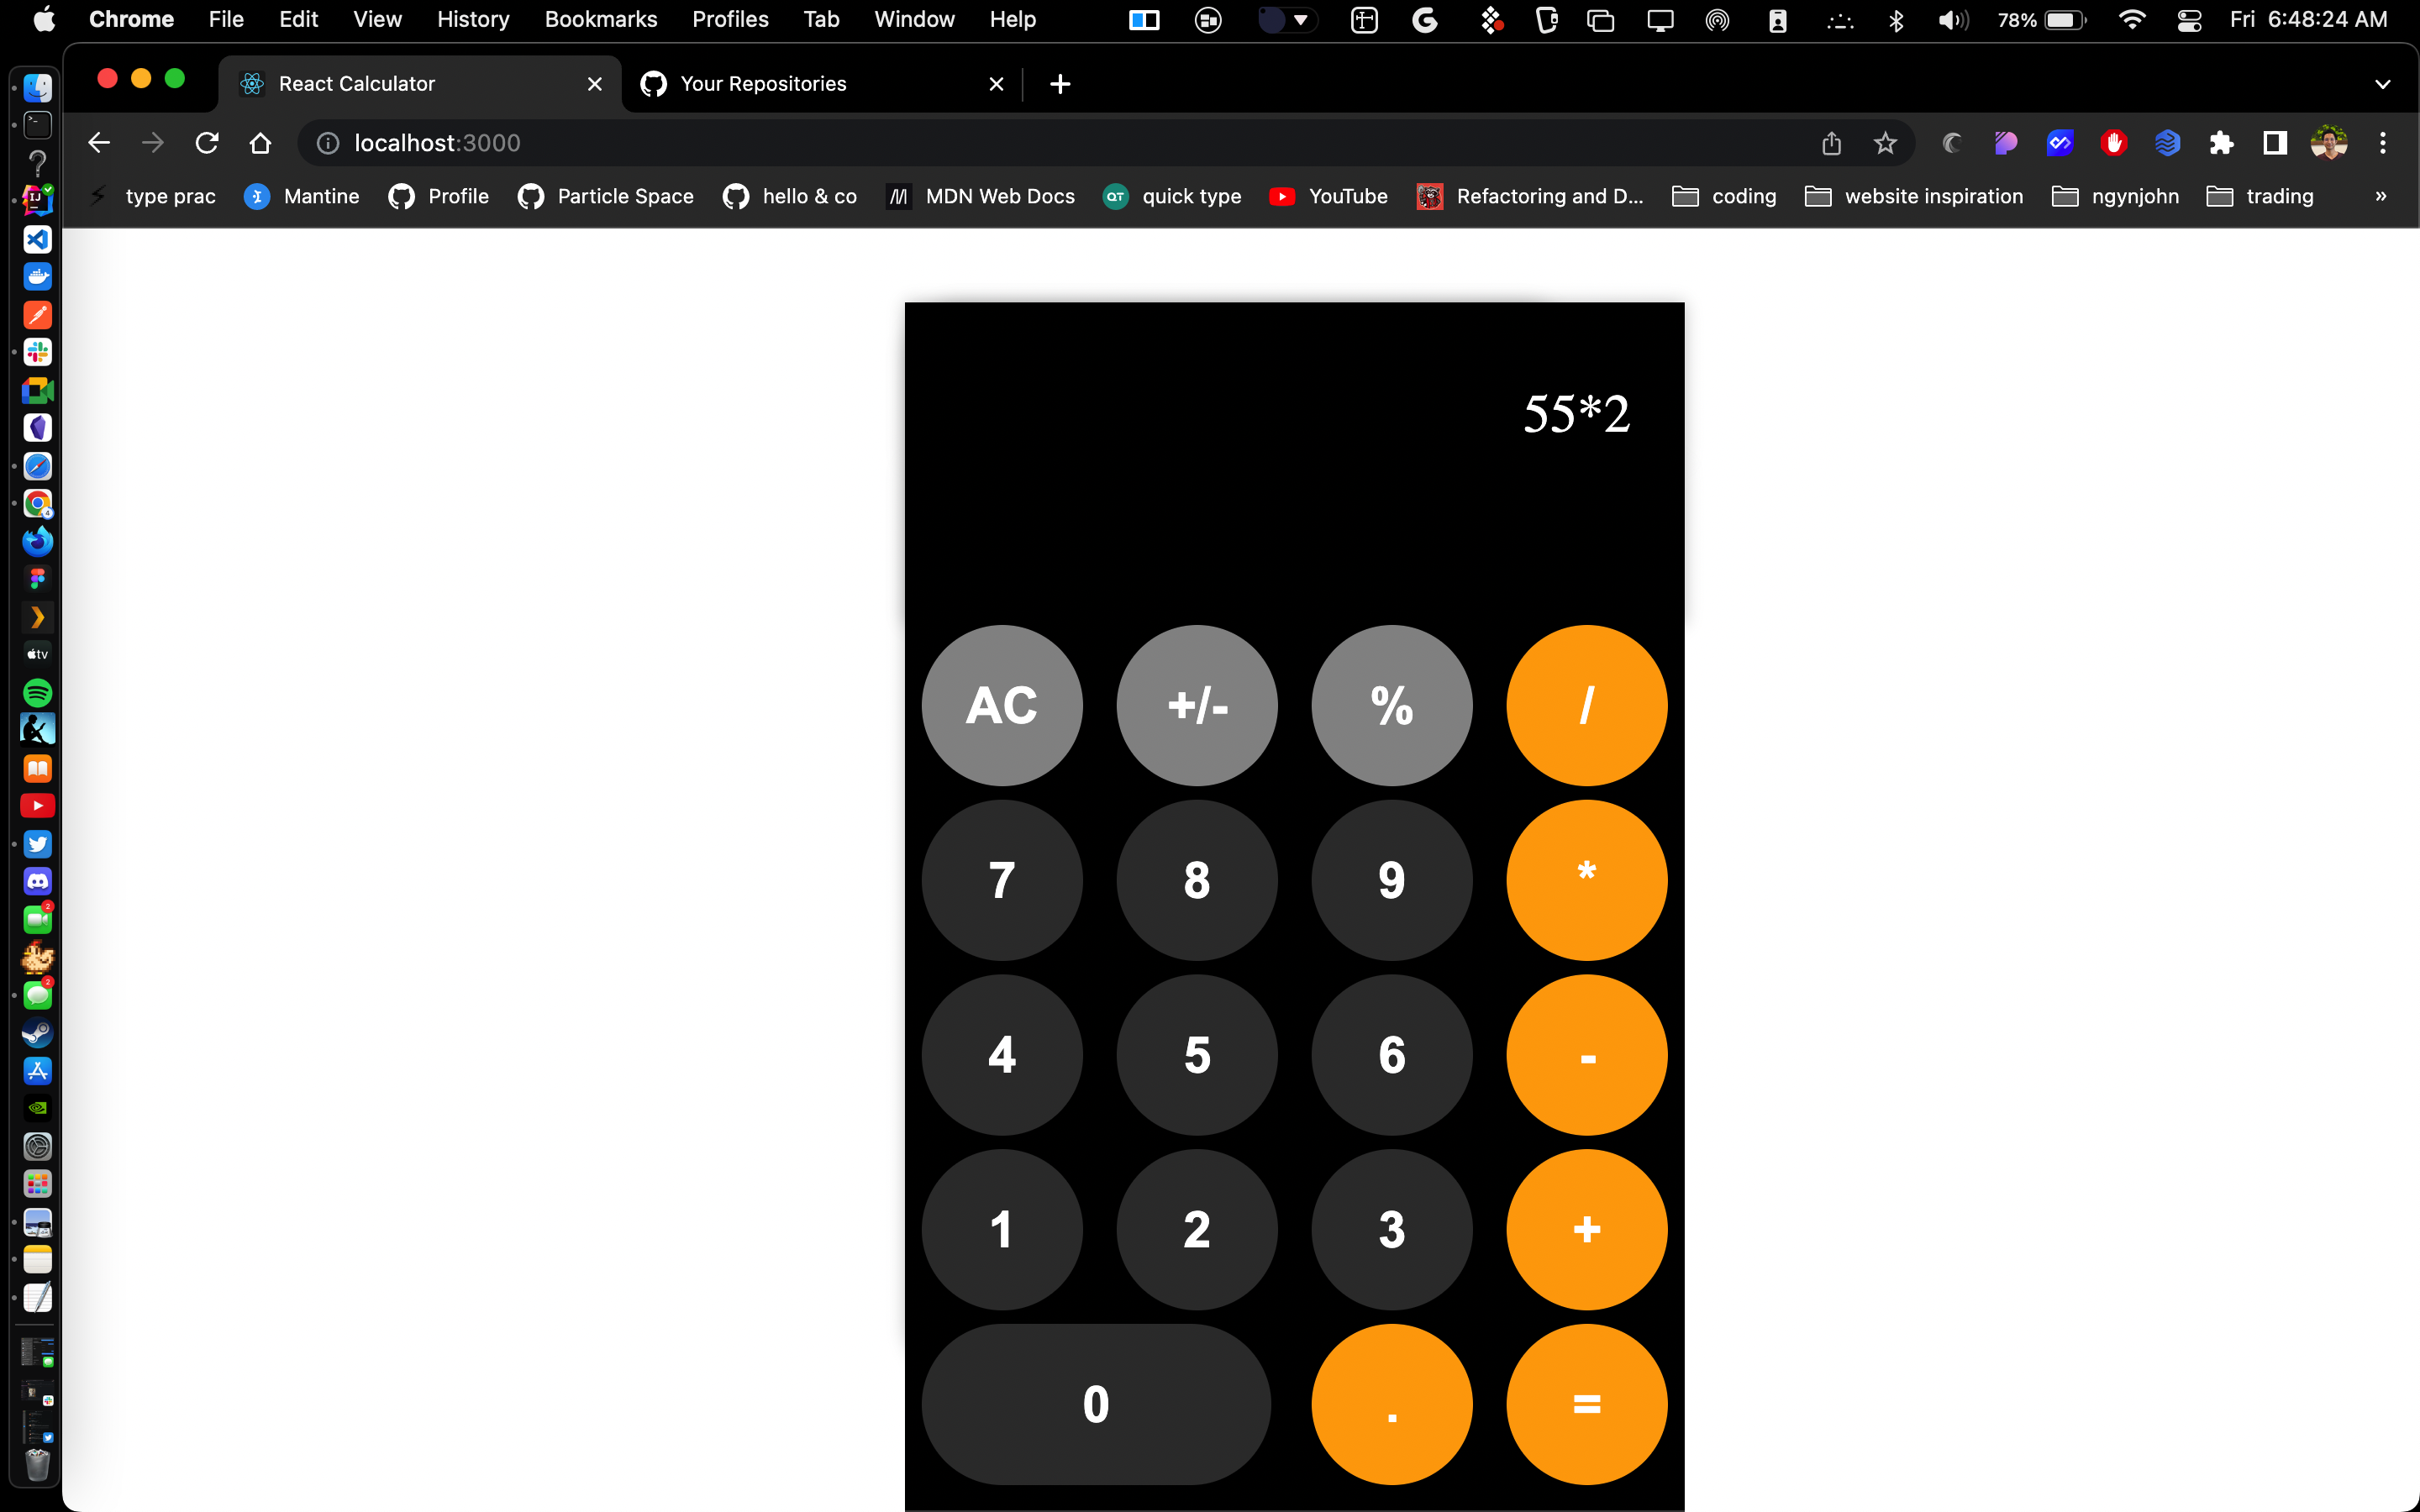 Chrome File Edit View History Bookmarks Profiles Tab Window Help 78% Fri 6:48:24 AM
React Calculator Your Repositories
localhost:3000
type prac Mantine Profile Particle Space hello & co MDN Web Docs QT quick type YouTube Refactoring and D... coding website inspiration ngynjohn trading »
55*2
AC +/- % /
7 8 9 *
4 5 6 -
1 2 3 +
0 . =
tv